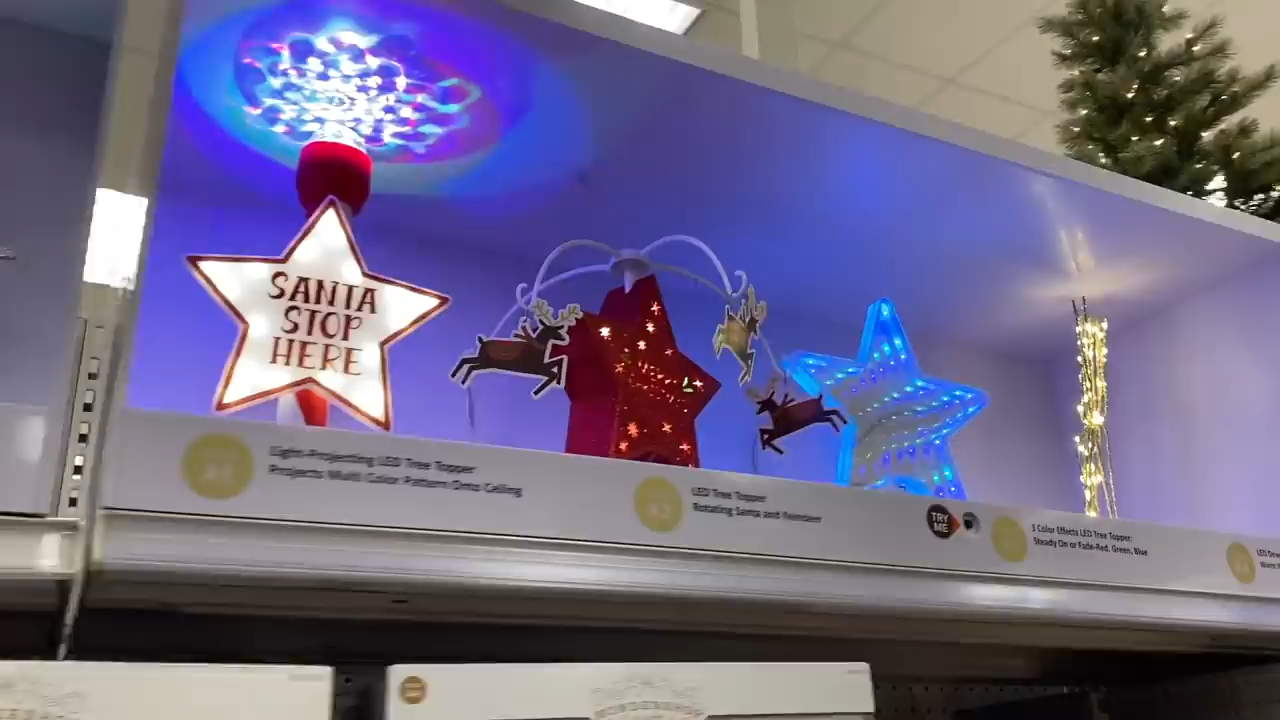 SANTA
STOP
HERE
Light-Projecting LED Tree Topper
Projects Multi Color Pattern Onto Ceiling
LED Tree Topper
Rotating Santa and Reindeer
TRY
ME
3 Color Effects LED Tree Topper:
Steady On or Fade-Red, Green, Blue
LED